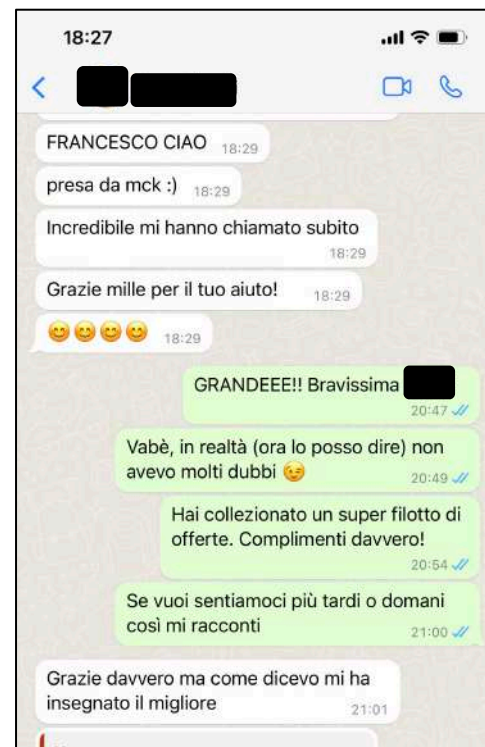 18:27
FRANCESCO CIAO 18:29
presa da mck :) 18:29
Incredibile mi hanno chiamato subito
18:29
Grazie mille per il tuo aiuto! 18:29
😊😊😊😊 18:29
GRANDEEE!! Bravissima
20:47
Vabè, in realtà (ora lo posso dire) non
avevo molti dubbi 😉 20:49
Hai collezionato un super filotto di
offerte. Complimenti davvero!
20:54
Se vuoi sentiamoci più tardi o domani
così mi racconti 21:00
Grazie davvero ma come dicevo mi ha
insegnato il migliore 21:01